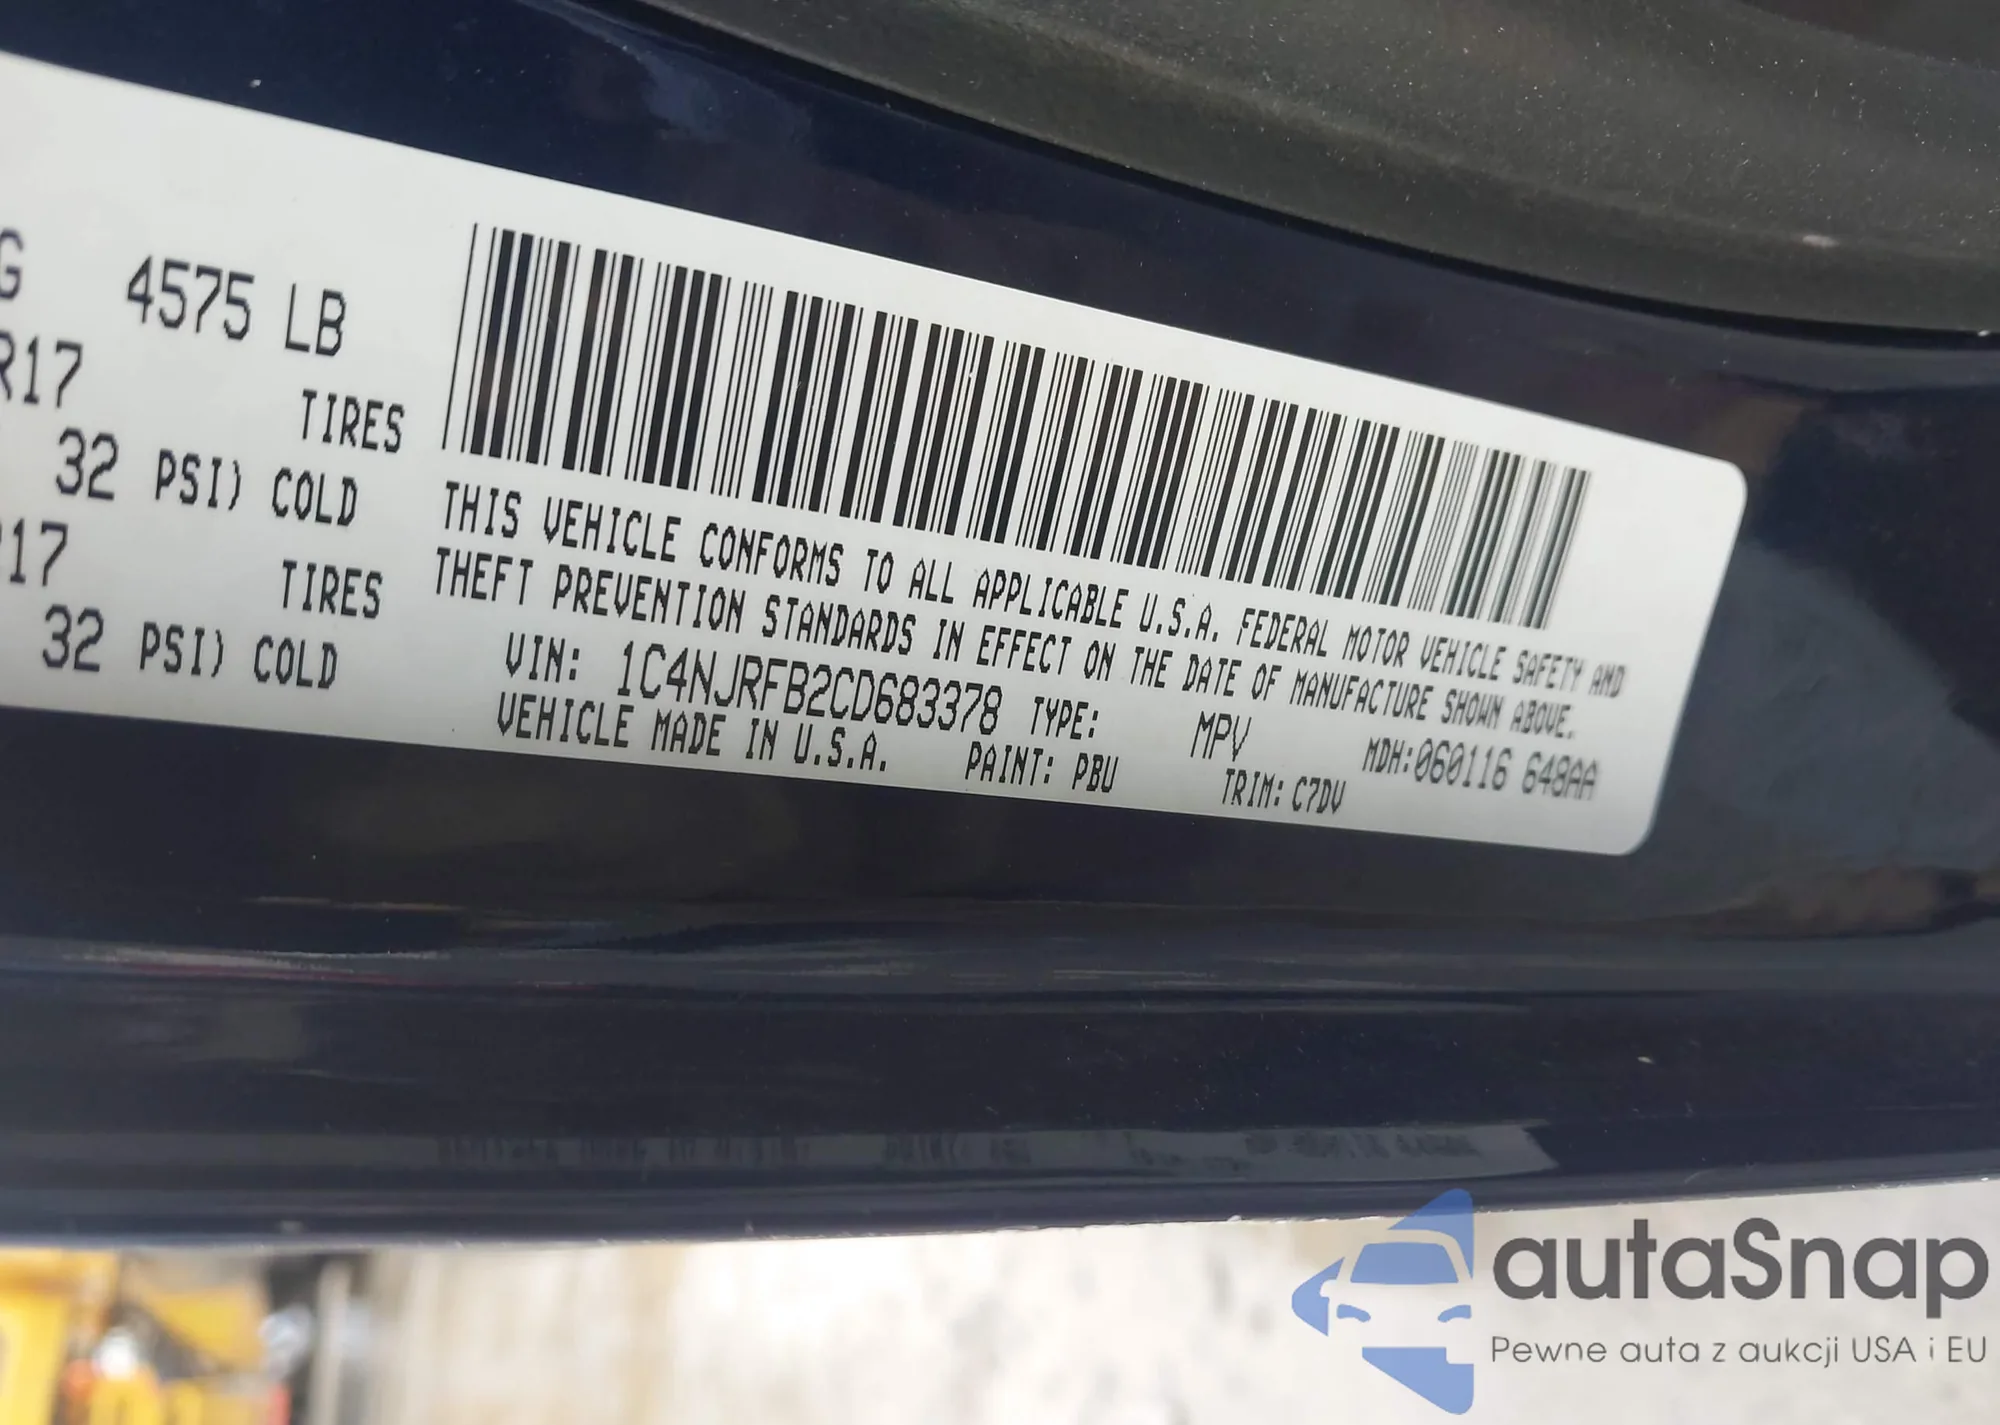 G 4575 LB
R17 TIRES
32 PSI) COLD
R17 TIRES
32 PSI) COLD
THIS VEHICLE CONFORMS TO ALL APPLICABLE U.S.A. FEDERAL MOTOR VEHICLE SAFETY AND
THEFT PREVENTION STANDARDS IN EFFECT ON THE DATE OF MANUFACTURE SHOWN ABOVE.
VIN: 1C4NJRFB2CD683378 TYPE: MPV MDH:060116 648AA
VEHICLE MADE IN U.S.A. PAINT: PBU TRIM: C7DV
autaSnap
Pewne auta z aukcji USA i EU